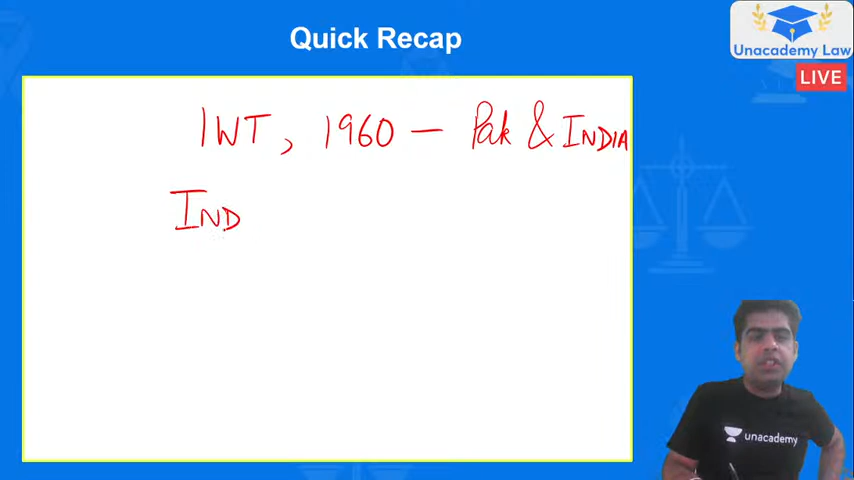 Quick Recap
Unacademy Law
LIVE
IWT, 1960 — Pak & INDIA
IND
unacademy